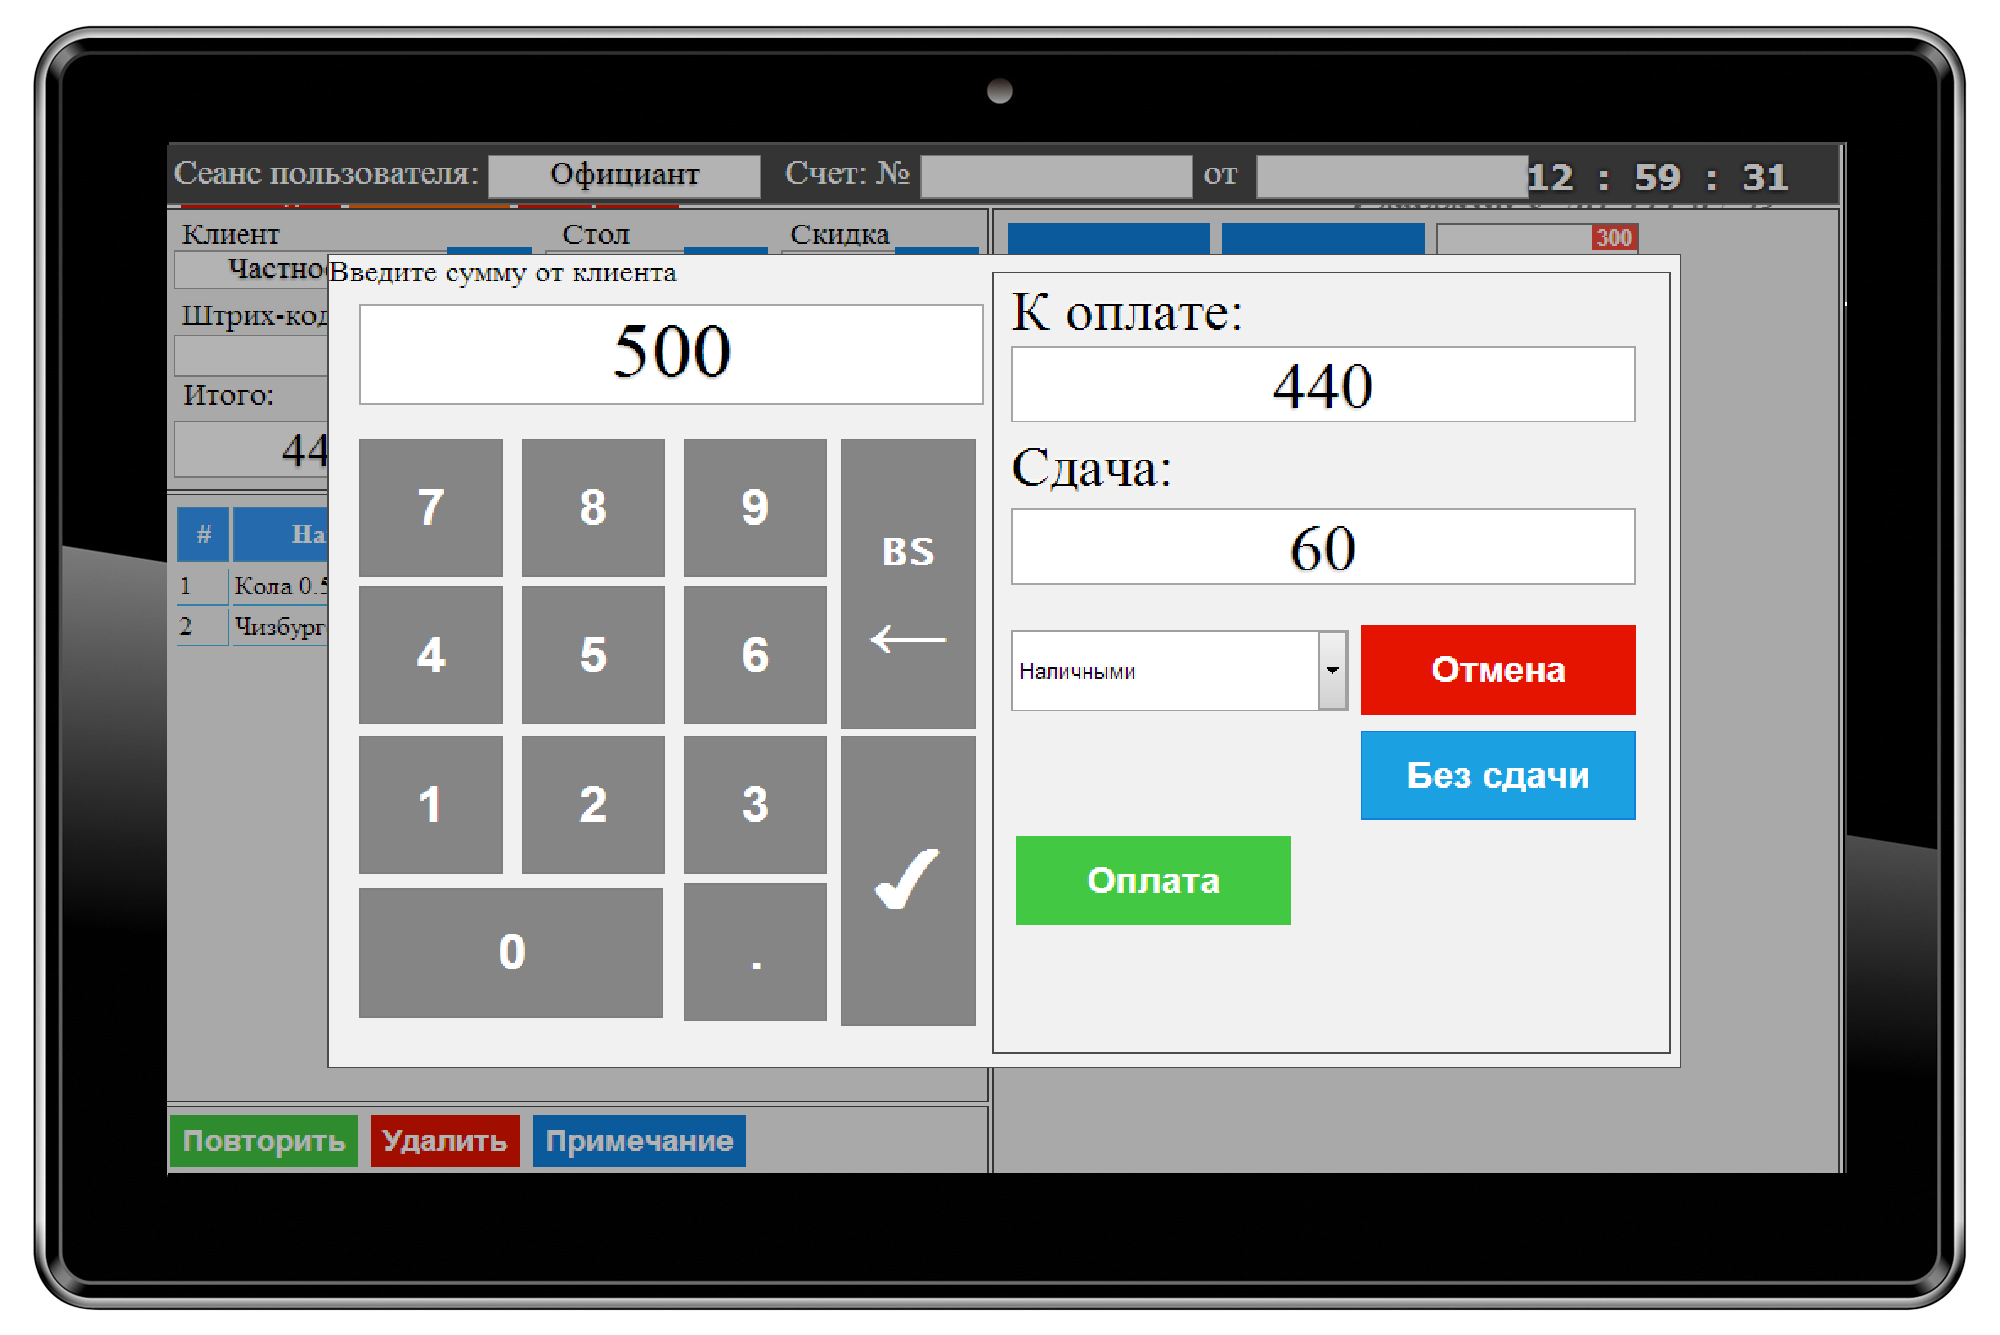 Сеанс пользователя: Официант Счет: № от 12 : 59 : 31
Клиент Стол Скидка 300
Штрих-код
Итого:
44
# На
1 Кола 0.5
2 Чизбург
Введите сумму от клиента
500
7 8 9 BS ←
4 5 6
1 2 3 ✔
0 .
К оплате:
440
Сдача:
60
Наличными Отмена
Без сдачи
Оплата
Повторить Удалить Примечание